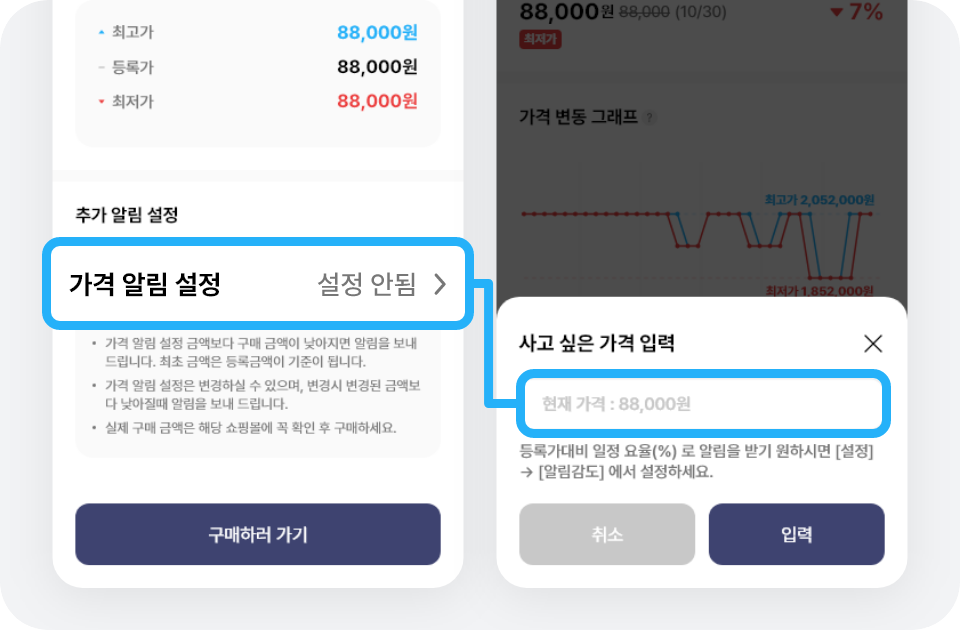 최고가 88,000원
등록가 88,000원
최저가 88,000원
추가 알림 설정
가격 알림 설정 설정 안됨
• 가격 알림 설정 금액보다 구매 금액이 낮아지면 알림을 보내
드립니다. 최초 금액은 등록금액이 기준이 됩니다.
• 가격 알림 설정은 변경하실 수 있으며, 변경시 변경된 금액보
다 낮아질때 알림을 보내 드립니다.
• 실제 구매 금액은 해당 쇼핑몰에 꼭 확인 후 구매하세요.
구매하러 가기
88,000원 88,000 (10/30) ▼ 7%
최저가
가격 변동 그래프 ?
최고가 2,052,000원
최저가 1,852,000원
사고 싶은 가격 입력
현재 가격 : 88,000원
등록가대비 일정 요율(%) 로 알림을 받기 원하시면 [설정]
→ [알림감도] 에서 설정하세요.
취소 입력